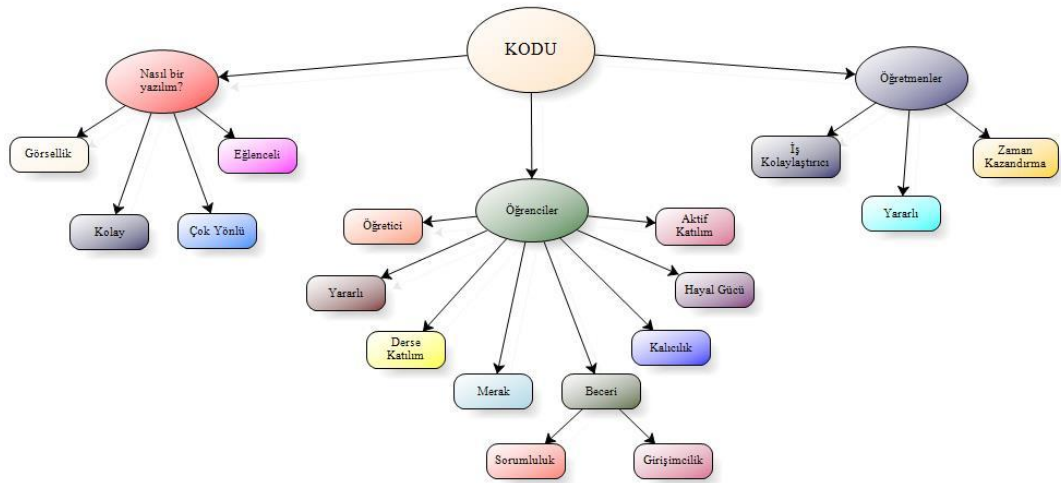 KODU
Nasıl bir
yazılım?
Öğretmenler
Görsellik
Eğlenceli
Kolay
Çok Yönlü
İş
Kolaylaştırıcı
Zaman
Kazandırma
Yararlı
Öğrenciler
Öğretici
Aktif
Katılım
Yararlı
Hayal Gücü
Derse
Katılım
Kalıcılık
Merak
Beceri
Sorumluluk
Girişimcilik